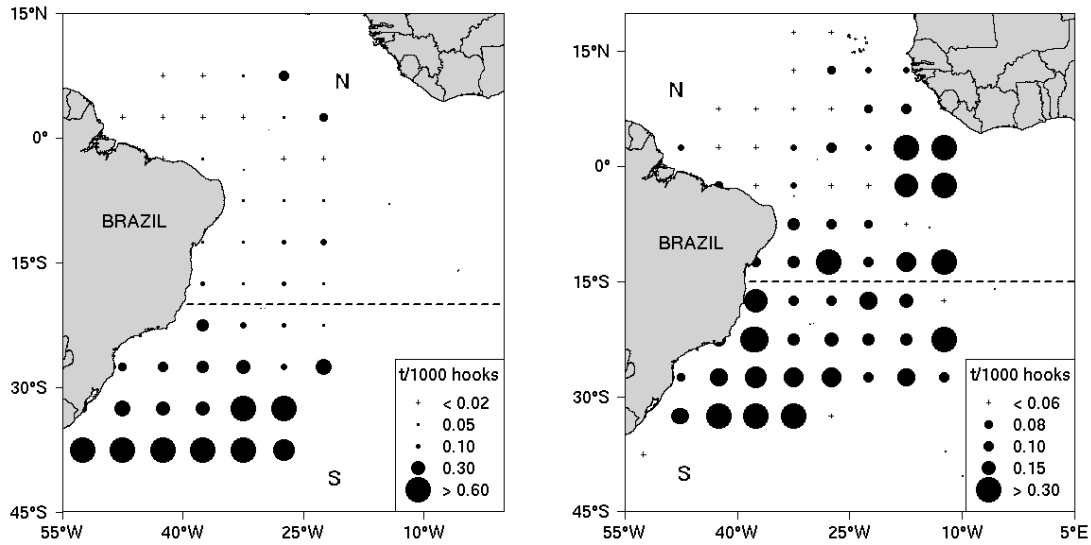 15°N
0°
15°S
30°S
45°S
55°W
40°W
25°W
10°W
N
BRAZIL
S
t/1000 hooks
< 0.02
0.05
0.10
0.30
> 0.60
15°N
0°
15°S
30°S
45°S
55°W
40°W
25°W
10°W
5°E
N
BRAZIL
S
t/1000 hooks
< 0.06
0.08
0.10
0.15
> 0.30